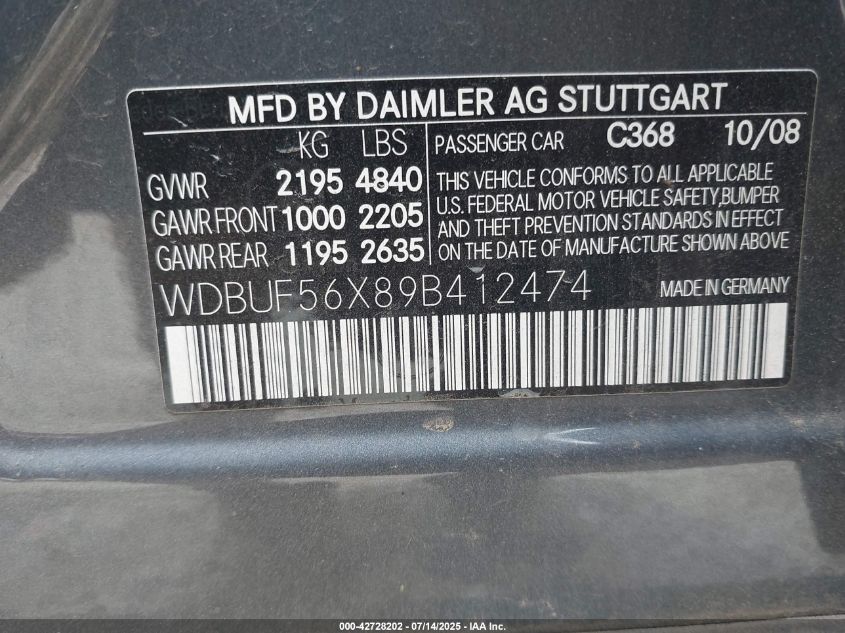 MFD BY DAIMLER AG STUTTGART
KG LBS
GVWR 2195 4840
GAWR FRONT 1000 2205
GAWR REAR 1195 2635
PASSENGER CAR C368 10/08
THIS VEHICLE CONFORMS TO ALL APPLICABLE
U.S. FEDERAL MOTOR VEHICLE SAFETY, BUMPER
AND THEFT PREVENTION STANDARDS IN EFFECT
ON THE DATE OF MANUFACTURE SHOWN ABOVE
WDBUF56X89B412474 MADE IN GERMANY
000-42728202 - 07/14/2025 - IAA Inc.